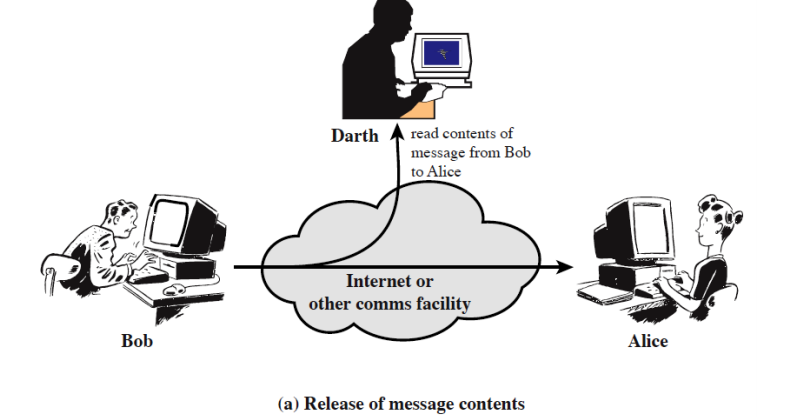 Darth
read contents of
message from Bob
to Alice
Internet or
other comms facility
Bob
Alice
(a) Release of message contents